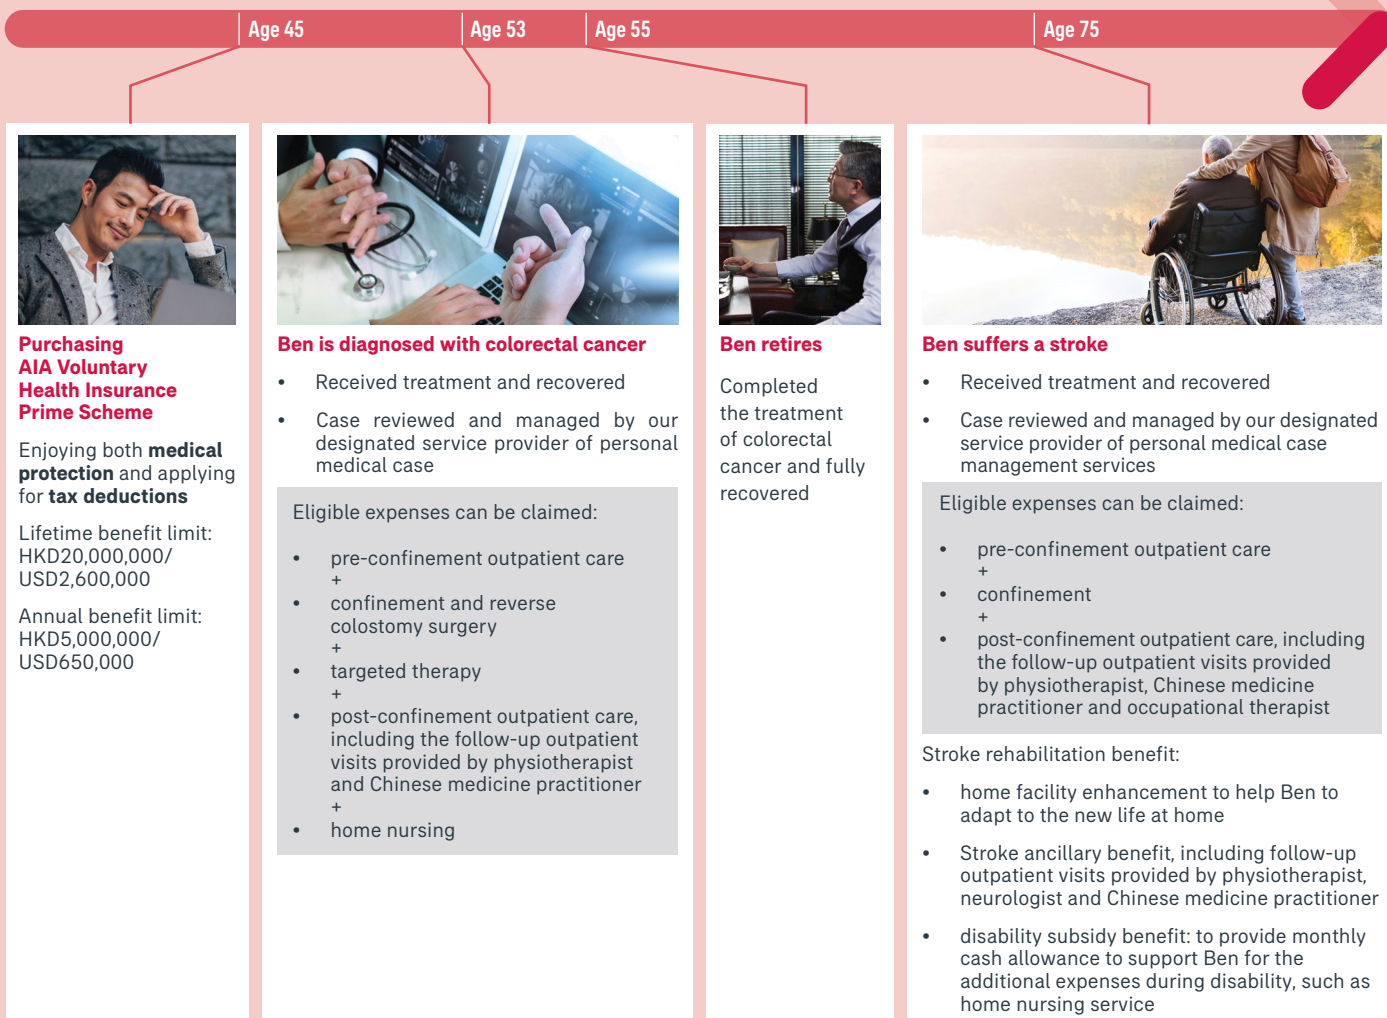 Age 45
Age 53
Age 55
Age 75
Purchasing
AIA Voluntary
Health Insurance
Prime Scheme
Enjoying both medical
protection and applying
for tax deductions
Lifetime benefit limit:
HKD20,000,000/
USD2,600,000
Annual benefit limit:
HKD5,000,000/
USD650,000
Ben is diagnosed with colorectal cancer
• Received treatment and recovered
• Case reviewed and managed by our
designated service provider of personal
medical case
Eligible expenses can be claimed:
• pre-confinement outpatient care
+
• confinement and reverse
colostomy surgery
+
• targeted therapy
+
• post-confinement outpatient care,
including the follow-up outpatient
visits provided by physiotherapist
and Chinese medicine practitioner
+
• home nursing
Ben retires
Completed
the treatment
of colorectal
cancer and fully
recovered
Ben suffers a stroke
• Received treatment and recovered
• Case reviewed and managed by our designated
service provider of personal medical case
management services
Eligible expenses can be claimed:
• pre-confinement outpatient care
+
• confinement
+
• post-confinement outpatient care, including
the follow-up outpatient visits provided
by physiotherapist, Chinese medicine
practitioner and occupational therapist
Stroke rehabilitation benefit:
• home facility enhancement to help Ben to
adapt to the new life at home
• Stroke ancillary benefit, including follow-up
outpatient visits provided by physiotherapist,
neurologist and Chinese medicine practitioner
• disability subsidy benefit: to provide monthly
cash allowance to support Ben for the
additional expenses during disability, such as
home nursing service